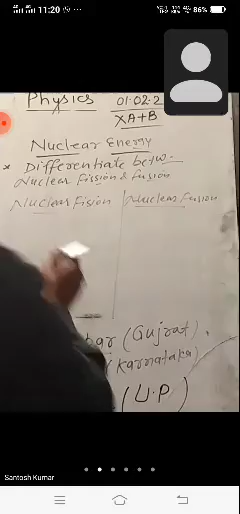 11:20
86%
Physics 01.02.2
XA+B
Nuclear Energy
* Differentiate betw.
Nuclear fission & fusion
Nuclear Fision Nuclear fusion
(Gujrat).
(Karnataka)
(U.P)
Santosh Kumar